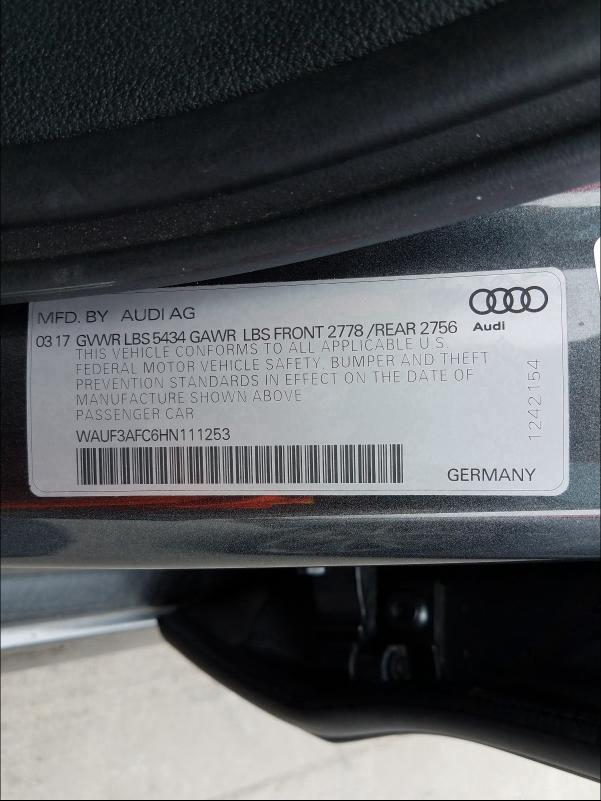 MFD. BY AUDI AG
03 17 GVWR LBS 5434 GAWR LBS FRONT 2778 /REAR 2756
Audi
THIS VEHICLE CONFORMS TO ALL APPLICABLE U.S.
FEDERAL MOTOR VEHICLE SAFETY, BUMPER AND THEFT
PREVENTION STANDARDS IN EFFECT ON THE DATE OF
MANUFACTURE SHOWN ABOVE
PASSENGER CAR
WAUF3AFC6HN111253
GERMANY
1242154